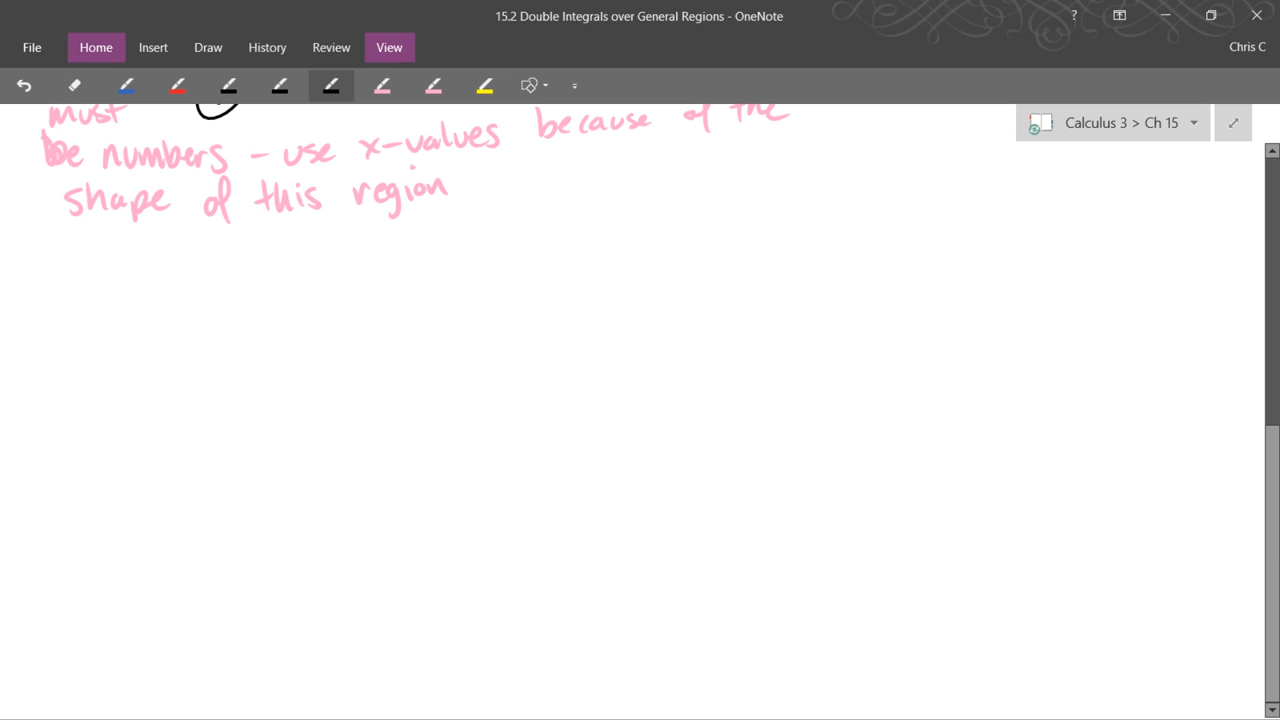 15.2 Double Integrals over General Regions - OneNote
?
File Home Insert Draw History Review View Chris C
Calculus 3 > Ch 15
must because of the
be numbers - use x-values
shape of this region